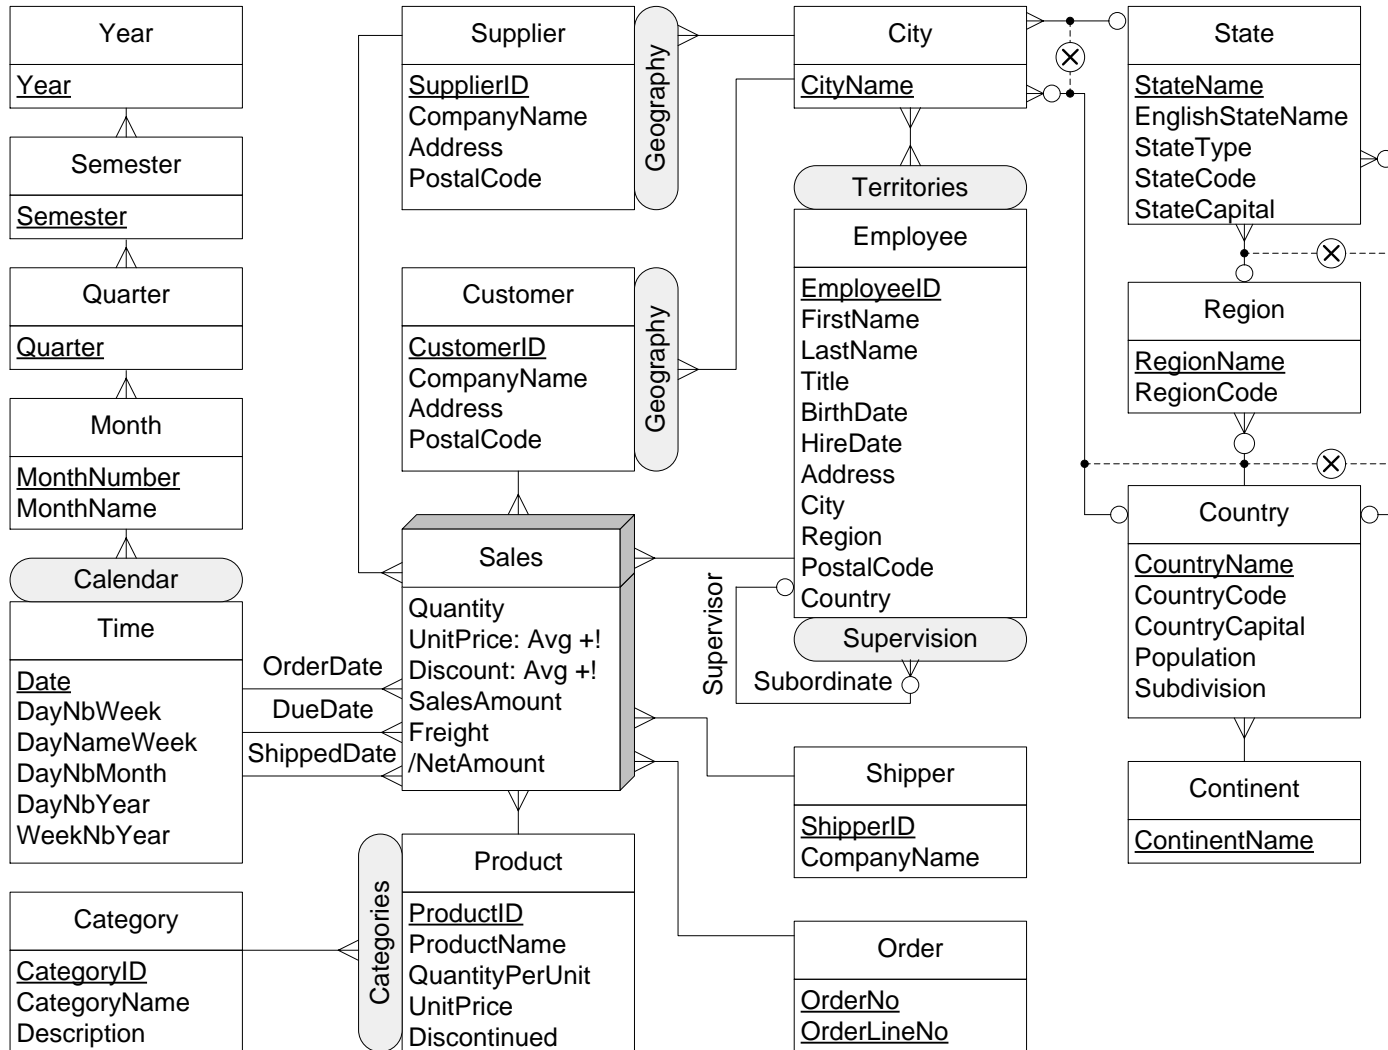 Year
Year
Semester
Semester
Quarter
Quarter
Month
MonthNumber
MonthName
Calendar
Time
Date
DayNbWeek
DayNameWeek
DayNbMonth
DayNbYear
WeekNbYear
Category
CategoryID
CategoryName
Description
OrderDate
DueDate
ShippedDate
Supplier
SupplierID
CompanyName
Address
PostalCode
Geography
Customer
CustomerID
CompanyName
Address
PostalCode
Geography
Sales
Quantity
UnitPrice: Avg +!
Discount: Avg +!
SalesAmount
Freight
/NetAmount
Categories
Product
ProductID
ProductName
QuantityPerUnit
UnitPrice
Discontinued
City
CityName
Territories
Employee
EmployeeID
FirstName
LastName
Title
BirthDate
HireDate
Address
City
Region
PostalCode
Country
Supervision
Supervisor
Subordinate
Shipper
ShipperID
CompanyName
Order
OrderNo
OrderLineNo
State
StateName
EnglishStateName
StateType
StateCode
StateCapital
Region
RegionName
RegionCode
Country
CountryName
CountryCode
CountryCapital
Population
Subdivision
Continent
ContinentName